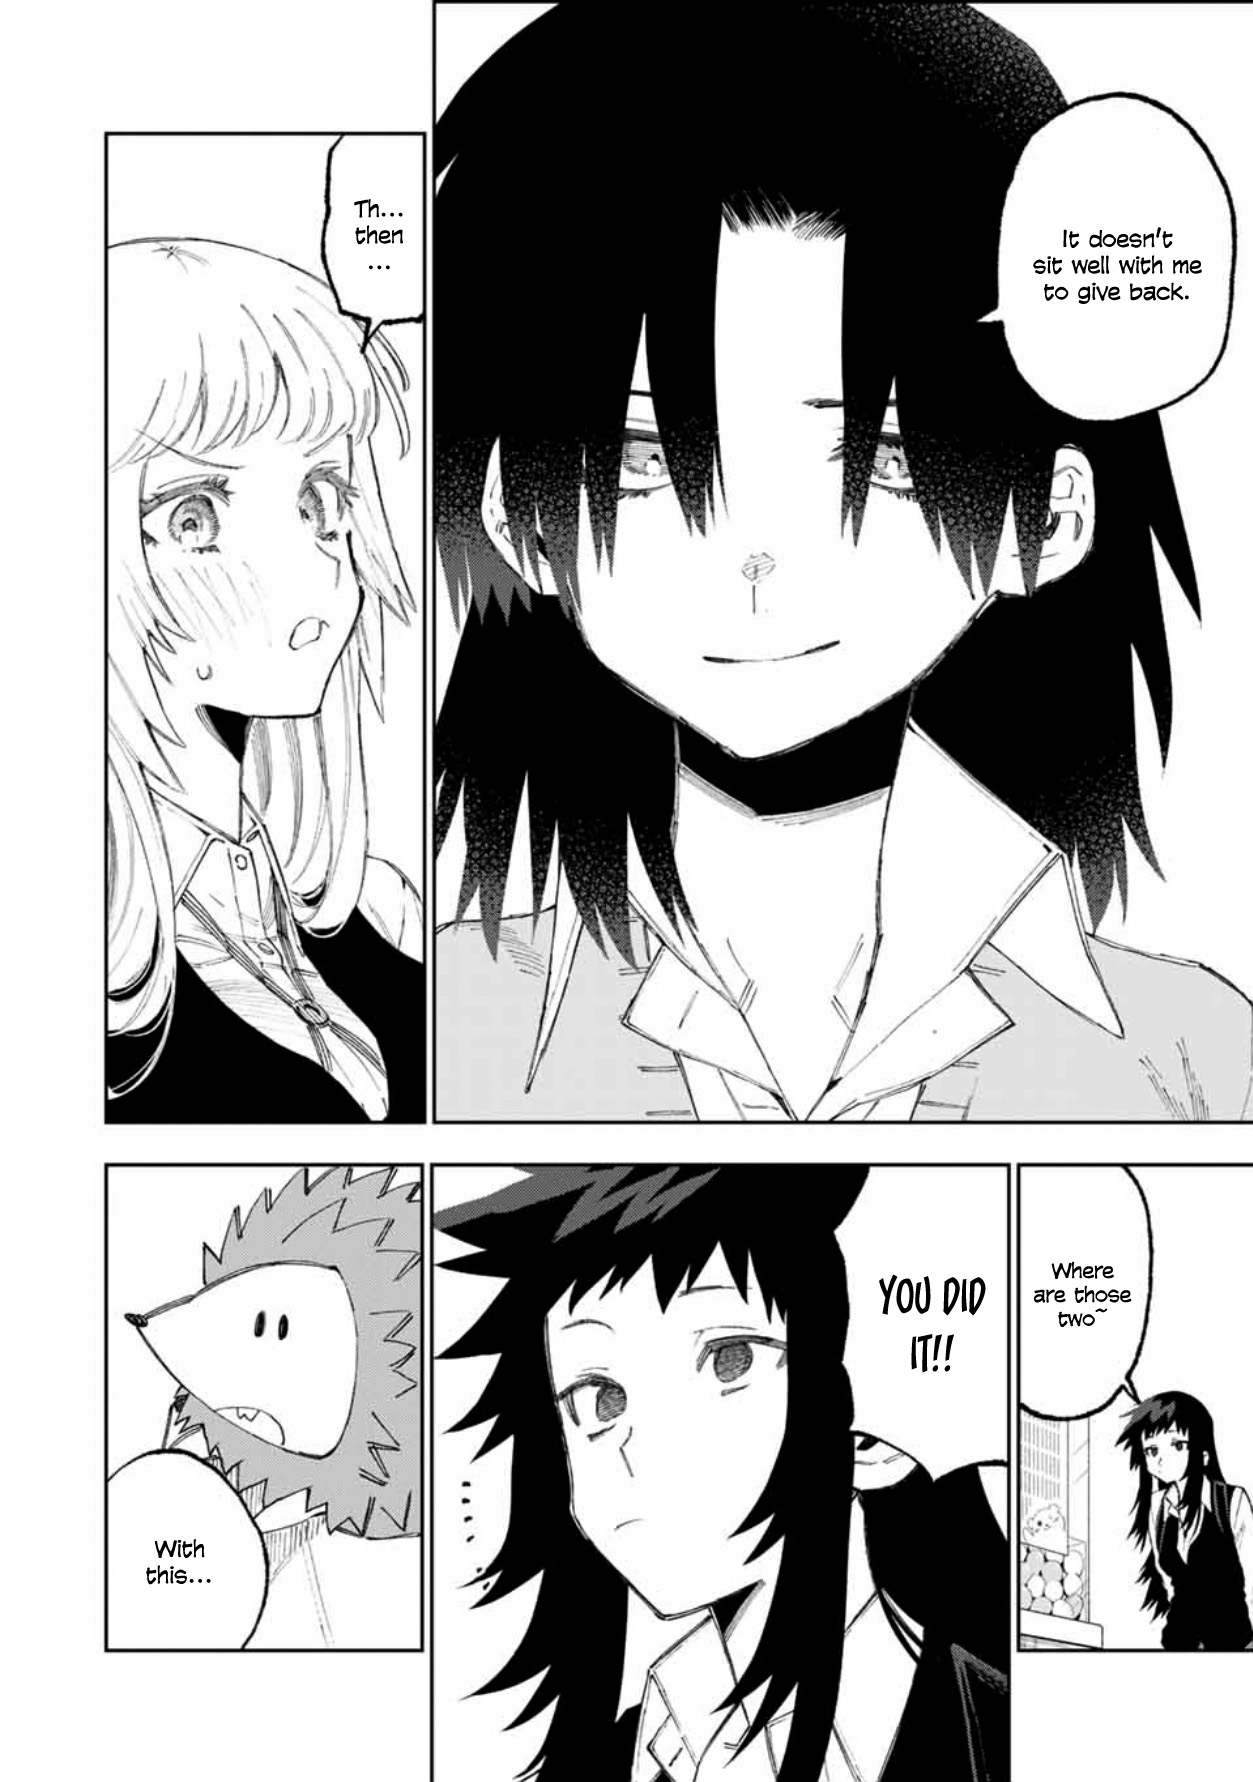 It doesn't
sit well with me
to give back.
Th...
then
...
Where
are those
two~
YOU DID
IT!!
With
this...